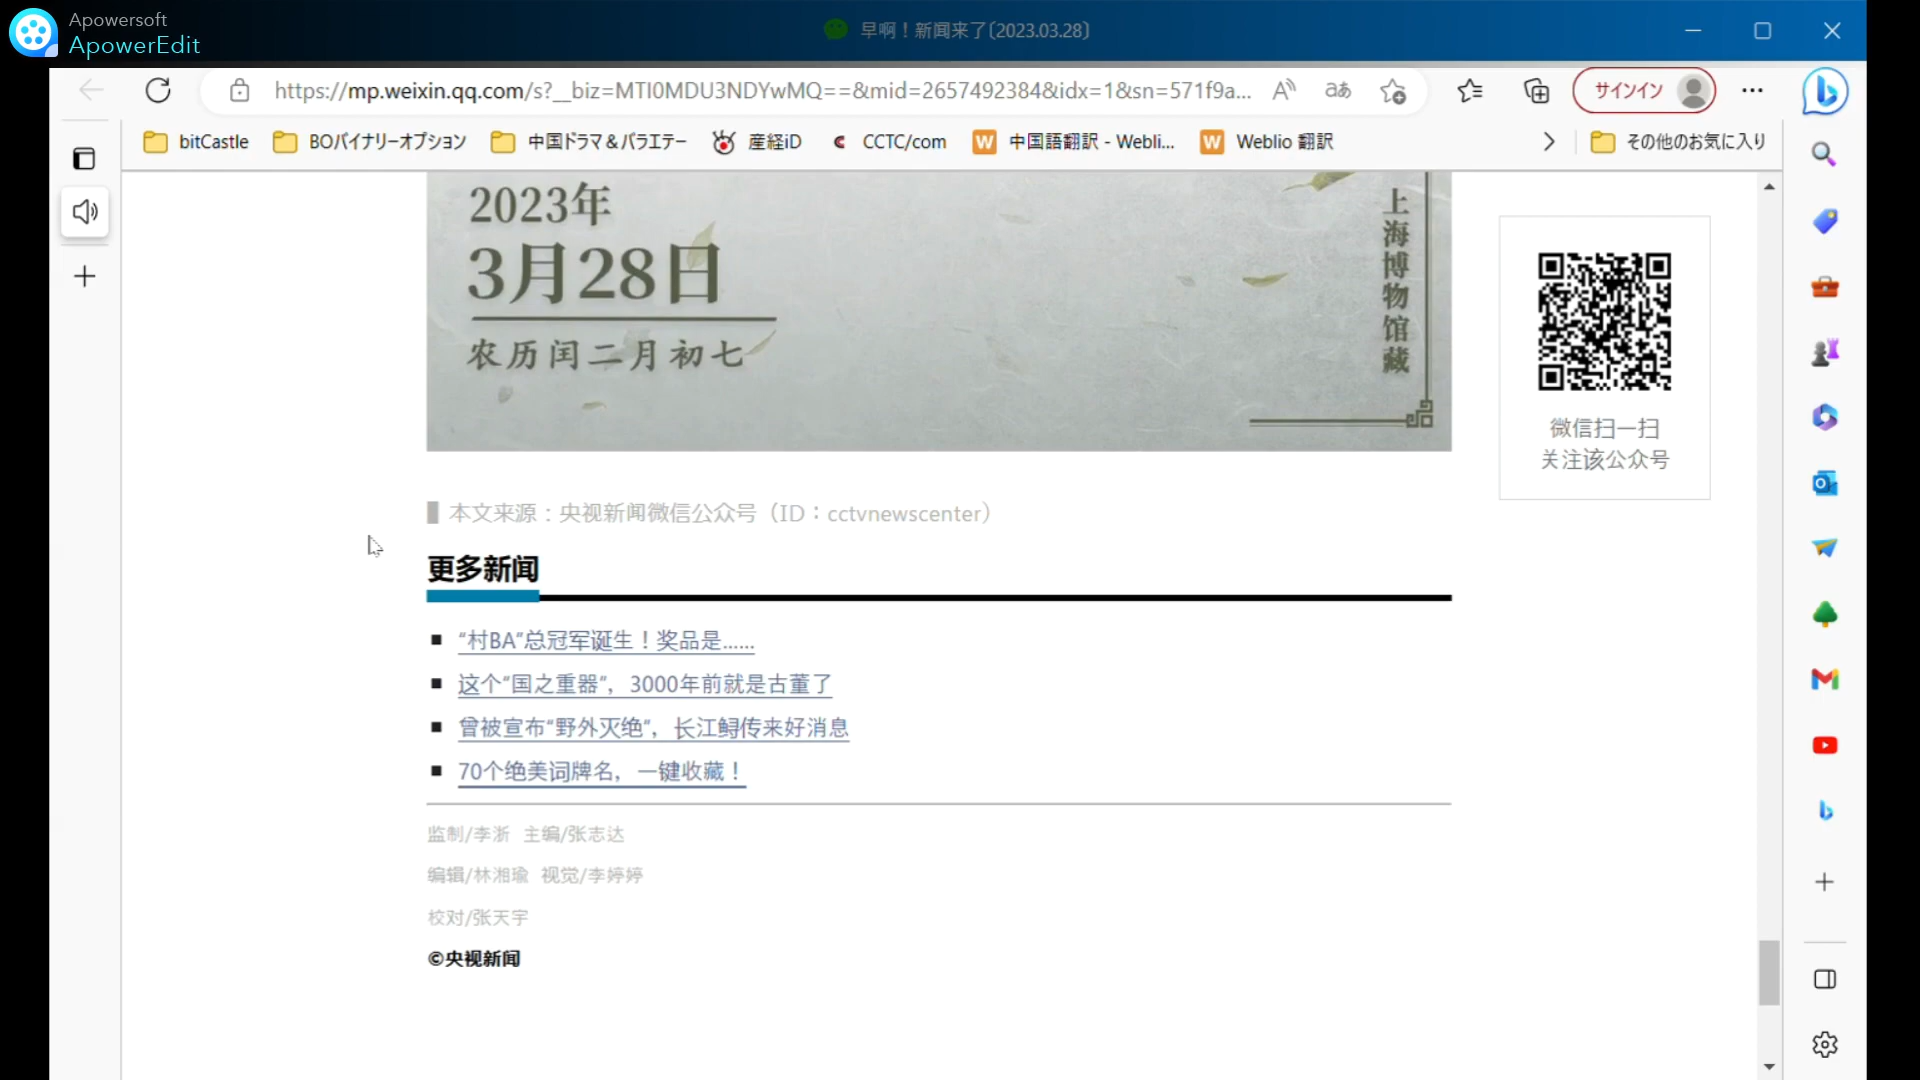 Apowersoft
ApowerEdit
早啊！新闻来了〔2023.03.28〕
https://mp.weixin.qq.com/s?__biz=MTI0MDU3NDYwMQ==&mid=2657492384&idx=1&sn=571f9a...
サインイン
bitCastle
BOバイナリーオプション
中国ドラマ＆バラエテー
産経iD
CCTC/com
中国語翻訳 - Webli...
Weblio 翻訳
その他のお気に入り
2023年
3月28日
农历闰二月初七
上海博物馆藏
微信扫一扫
关注该公众号
本文来源：央视新闻微信公众号（ID：cctvnewscenter）
更多新闻
“村BA”总冠军诞生！奖品是……
这个“国之重器”，3000年前就是古董了
曾被宣布“野外灭绝”，长江鲟传来好消息
70个绝美词牌名，一键收藏！
监制/李浙 主编/张志达
编辑/林湘瑜 视觉/李婷婷
校对/张天宇
©央视新闻